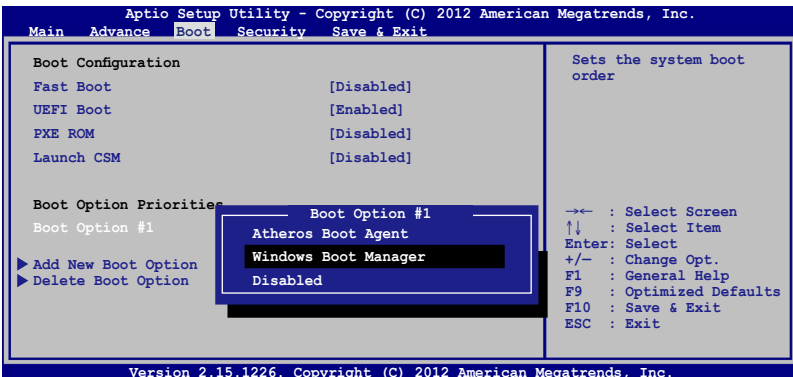 Aptio Setup Utility - Copyright (C) 2012 American Megatrends, Inc.
Main Advance Boot Security Save & Exit
Boot Configuration
Fast Boot [Disabled]
UEFI Boot [Enabled]
PXE ROM [Disabled]
Launch CSM [Disabled]
Boot Option Priorities
Boot Option #1
Add New Boot Option
Delete Boot Option
Boot Option #1
Atheros Boot Agent
Windows Boot Manager
Disabled
Sets the system boot
order
→← : Select Screen
↑↓ : Select Item
Enter: Select
+/— : Change Opt.
F1 : General Help
F9 : Optimized Defaults
F10 : Save & Exit
ESC : Exit
Version 2.15.1226. Copyright (C) 2012 American Megatrends, Inc.